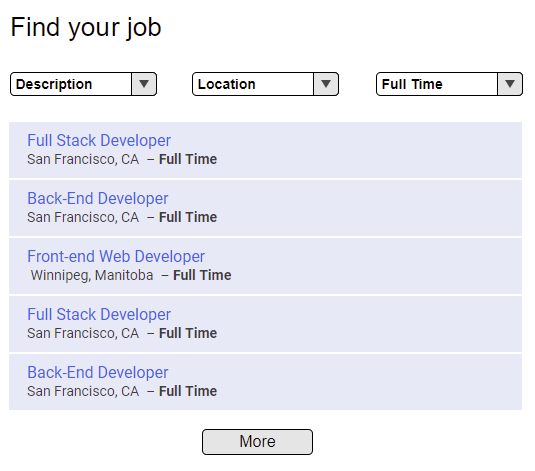 Find your job
Description Location Full Time
Full Stack Developer
San Francisco, CA – Full Time
Back-End Developer
San Francisco, CA – Full Time
Front-end Web Developer
Winnipeg, Manitoba – Full Time
Full Stack Developer
San Francisco, CA – Full Time
Back-End Developer
San Francisco, CA – Full Time
More